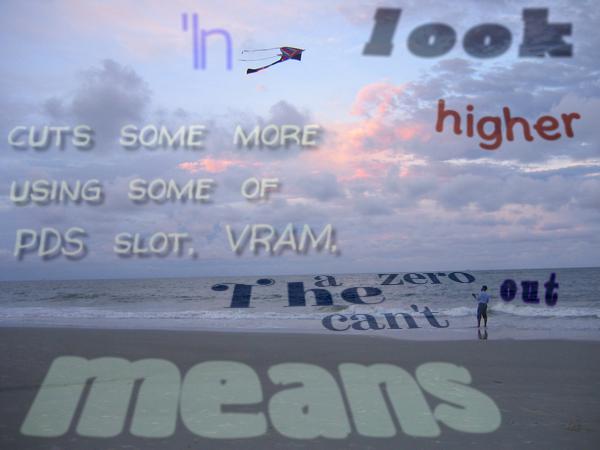 'In
look
higher
CUTS SOME MORE
USING SOME OF
PDS SLOT, VRAM,
a zero
The
out
can't
means